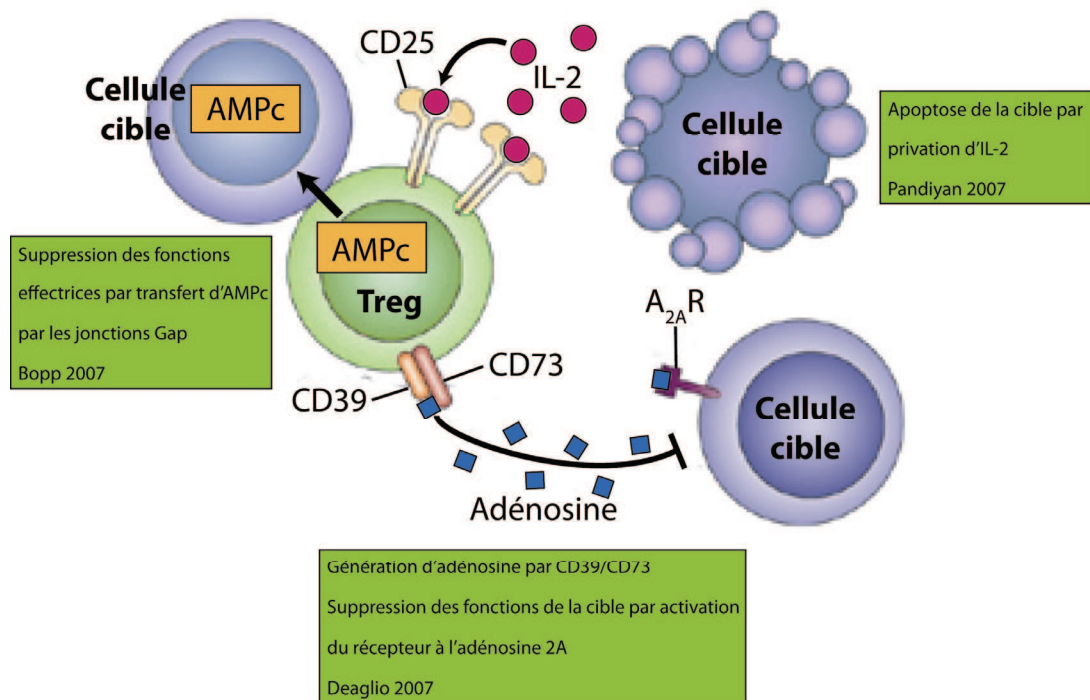 CD25
IL-2
Cellule
cible
AMPc
Cellule
cible
Apoptose de la cible par
privation d'IL-2
Pandiyan 2007
AMPc
Treg
Suppression des fonctions
effectrices par transfert d'AMPc
par les jonctions Gap
Bopp 2007
A2AR
CD73
CD39
Cellule
cible
Adénosine
Génération d'adénosine par CD39/CD73
Suppression des fonctions de la cible par activation
du récepteur à l'adénosine 2A
Deaglio 2007